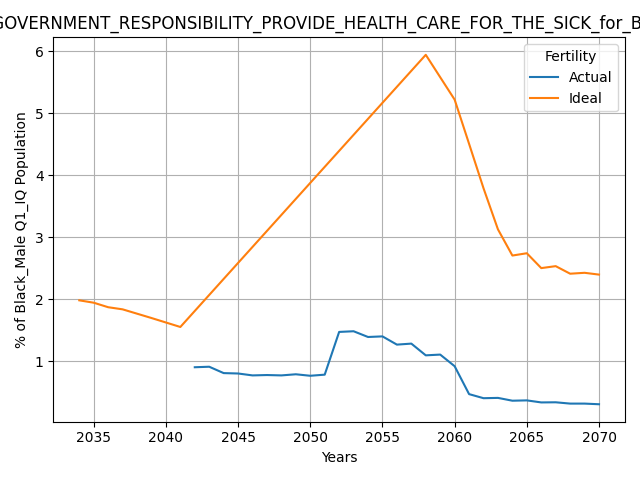 GOVERNMENT_RESPONSIBILITY_PROVIDE_HEALTH_CARE_FOR_THE_SICK_for_B
Fertility
Actual
Ideal
6
5
4
3
2
1
% of Black_Male Q1_IQ Population
2035 2040 2045 2050 2055 2060 2065 2070
Years